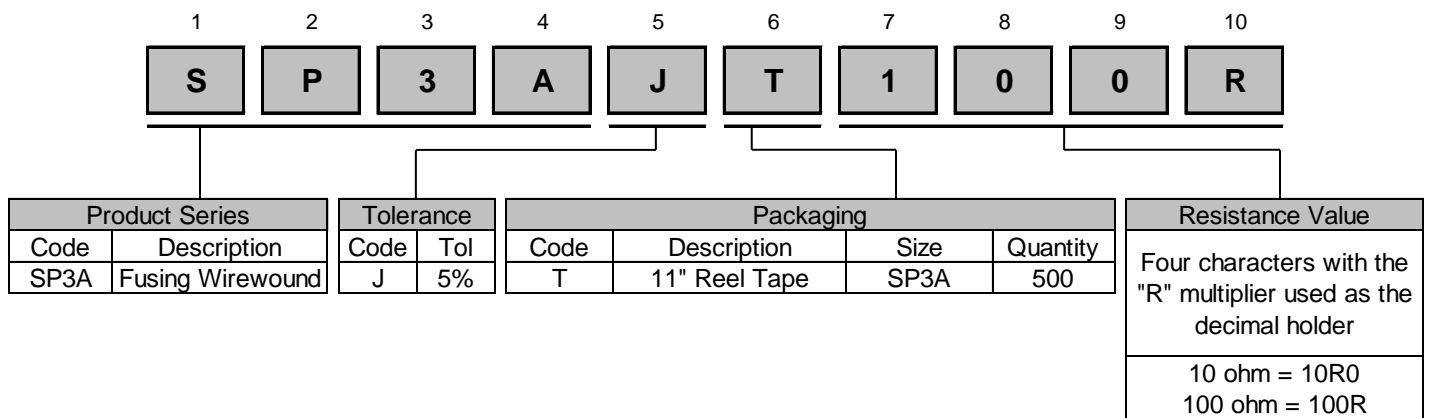 1 2 3 4 5 6 7 8 9 10
S P 3 A J T 1 0 0 R
Product Series
Code Description
SP3A Fusing Wirewound
Tolerance
Code Tol
J 5%
Packaging
Code Description Size Quantity
T 11" Reel Tape SP3A 500
Resistance Value
Four characters with the
"R" multiplier used as the
decimal holder
10 ohm = 10R0
100 ohm = 100R